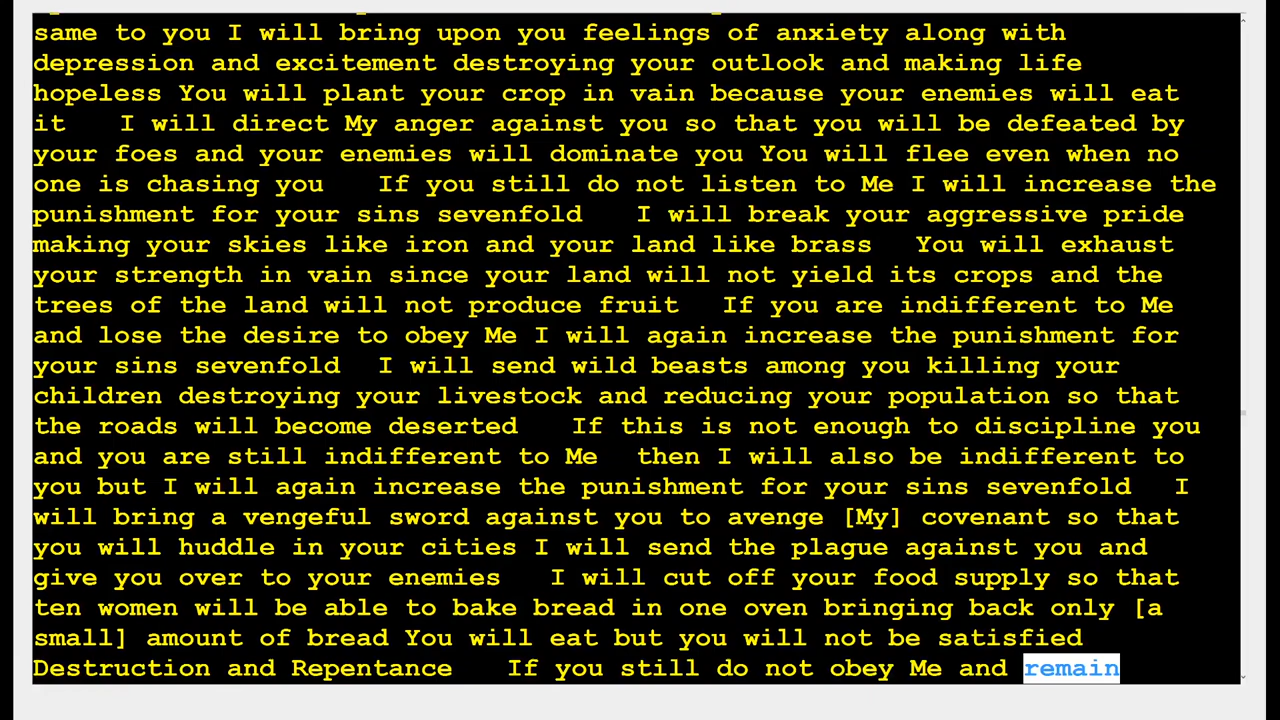 same to you I will bring upon you feelings of anxiety along with
depression and excitement destroying your outlook and making life
hopeless You will plant your crop in vain because your enemies will eat
it I will direct My anger against you so that you will be defeated by
your foes and your enemies will dominate you You will flee even when no
one is chasing you If you still do not listen to Me I will increase the
punishment for your sins sevenfold I will break your aggressive pride
making your skies like iron and your land like brass You will exhaust
your strength in vain since your land will not yield its crops and the
trees of the land will not produce fruit If you are indifferent to Me
and lose the desire to obey Me I will again increase the punishment for
your sins sevenfold I will send wild beasts among you killing your
children destroying your livestock and reducing your population so that
the roads will become deserted If this is not enough to discipline you
and you are still indifferent to Me then I will also be indifferent to
you but I will again increase the punishment for your sins sevenfold I
will bring a vengeful sword against you to avenge [My] covenant so that
you will huddle in your cities I will send the plague against you and
give you over to your enemies I will cut off your food supply so that
ten women will be able to bake bread in one oven bringing back only [a
small] amount of bread You will eat but you will not be satisfied
Destruction and Repentance If you still do not obey Me and remain